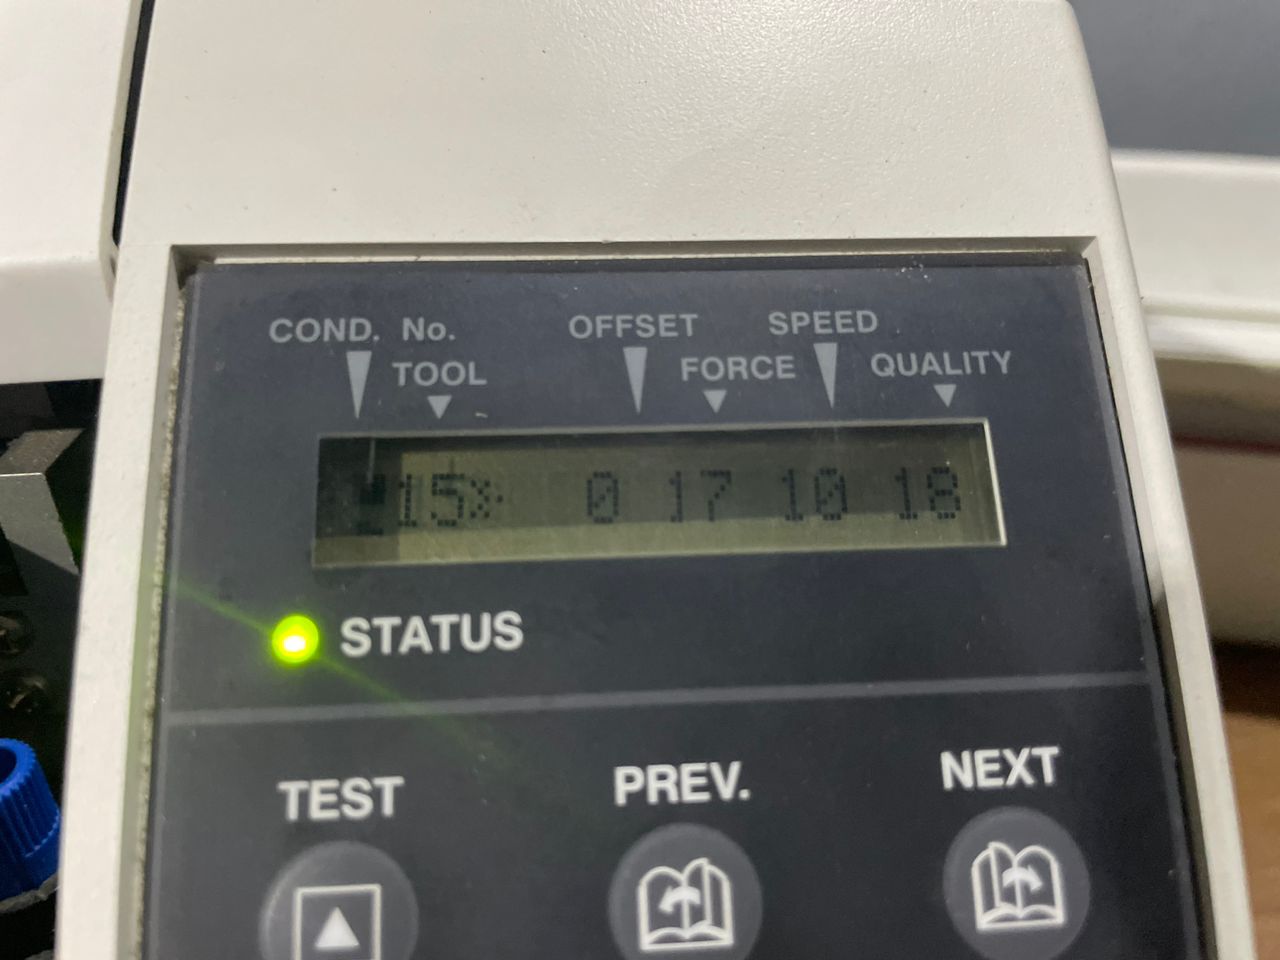 COND. No. OFFSET SPEED
TOOL FORCE QUALITY
15» 0 17 10 18
STATUS
TEST PREV. NEXT